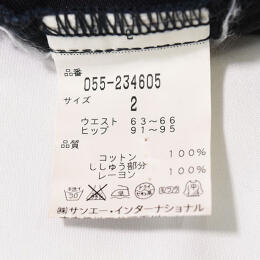 L
品番
055-234605
サイズ
2
ウエスト 63〜66
ヒップ 91〜95
品質
コットン 100%
ししゅう部分
レーヨン 100%
㈱サンエー・インターナショナル